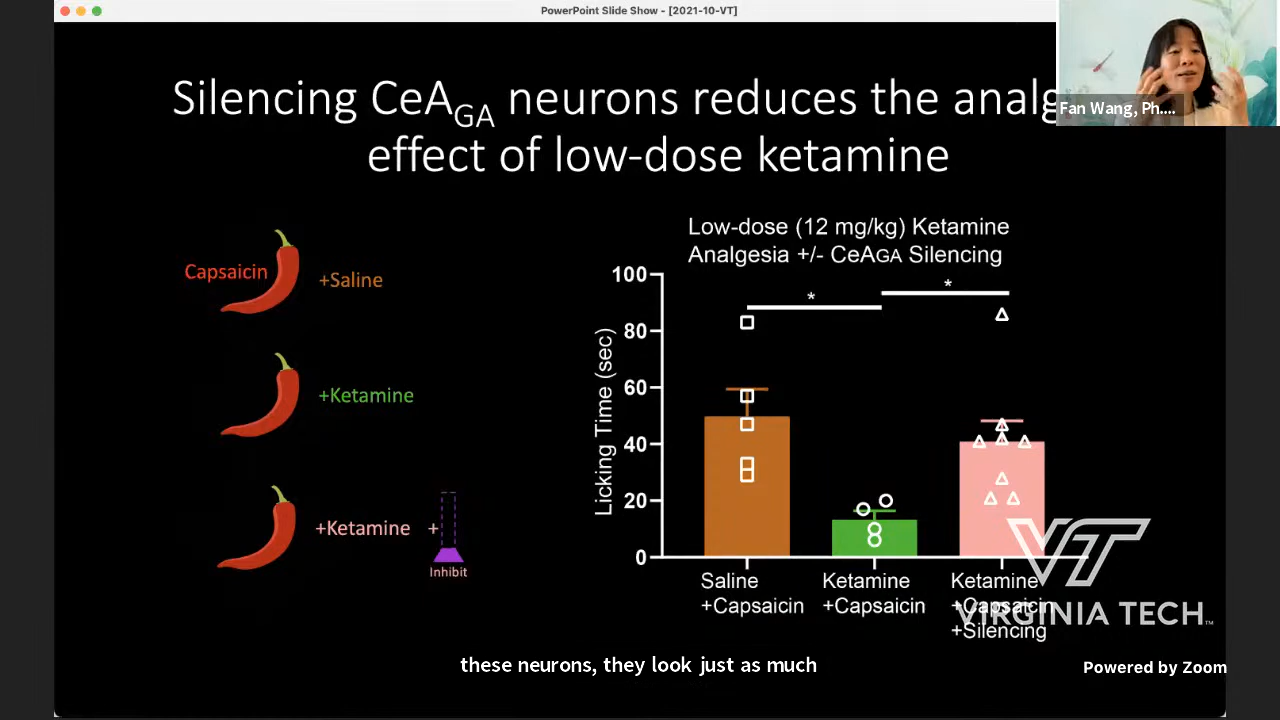 PowerPoint Slide Show - [2021-10-VT]
Fan Wang, Ph....
Silencing CeAGA neurons reduces the analg
effect of low-dose ketamine
Capsaicin
+Saline
+Ketamine
+Ketamine +
Inhibit
Low-dose (12 mg/kg) Ketamine
Analgesia +/- CeAGA Silencing
Licking Time (sec)
100
80
60
40
20
0
*
*
Saline
+Capsaicin
Ketamine
+Capsaicin
Ketamine
+Capsaicin
+Silencing
VT
VIRGINIA TECH™
these neurons, they look just as much
Powered by Zoom